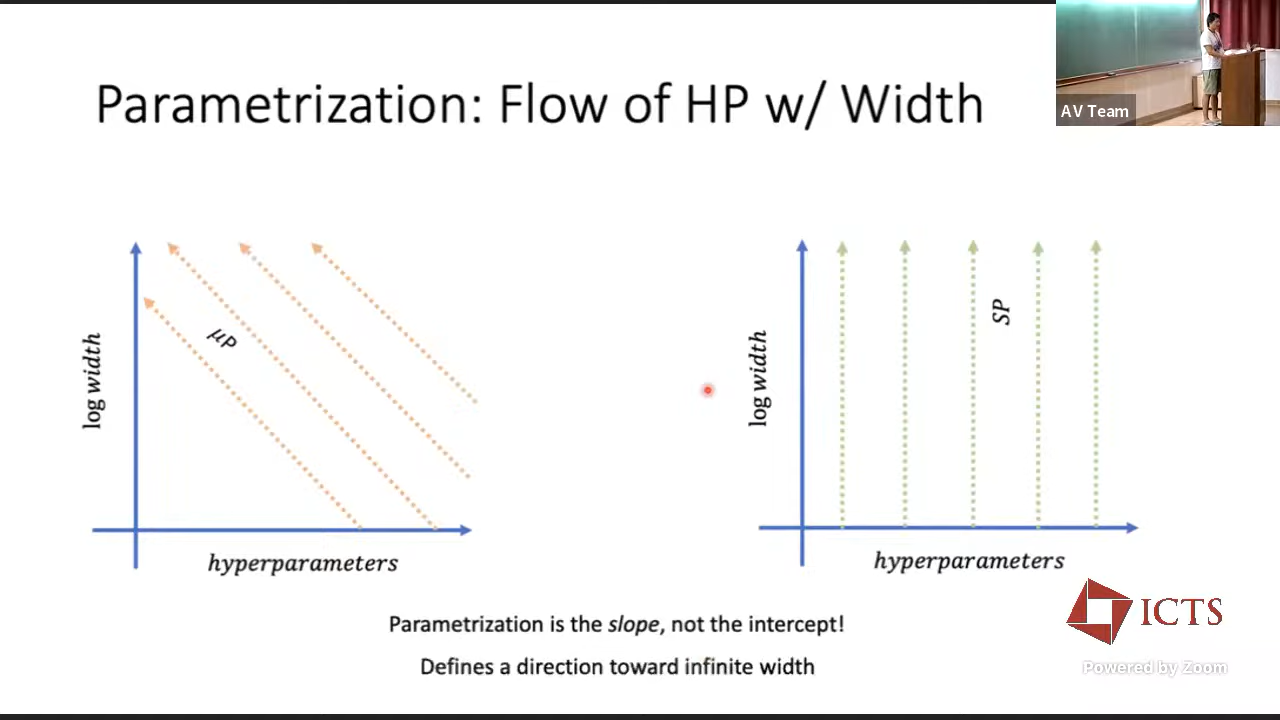 Parametrization: Flow of HP w/ Width
AV Team
μP
log width
hyperparameters
SP
log width
hyperparameters
Parametrization is the slope, not the intercept!
Defines a direction toward infinite width
ICTS
Powered by Zoom